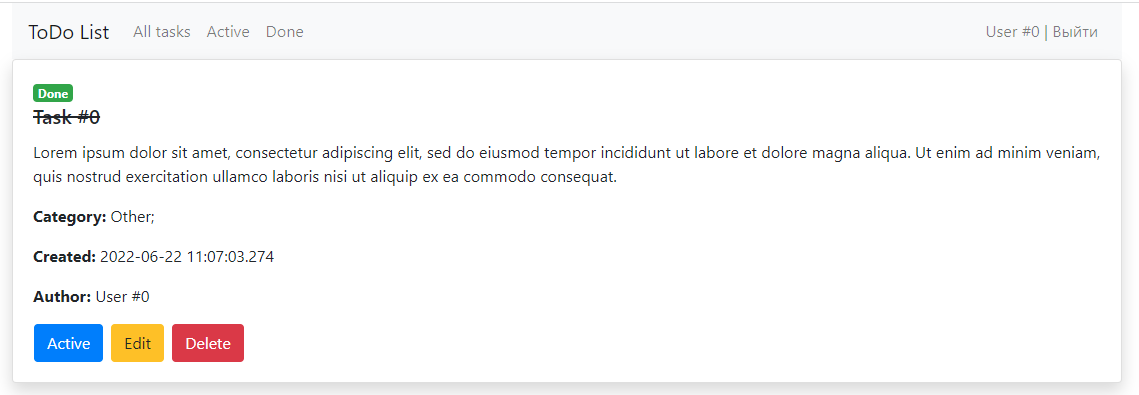 ToDo List All tasks Active Done User #0 | Выйти
Done
Task #0
Lorem ipsum dolor sit amet, consectetur adipiscing elit, sed do eiusmod tempor incididunt ut labore et dolore magna aliqua. Ut enim ad minim veniam,
quis nostrud exercitation ullamco laboris nisi ut aliquip ex ea commodo consequat.
Category: Other;
Created: 2022-06-22 11:07:03.274
Author: User #0
Active Edit Delete